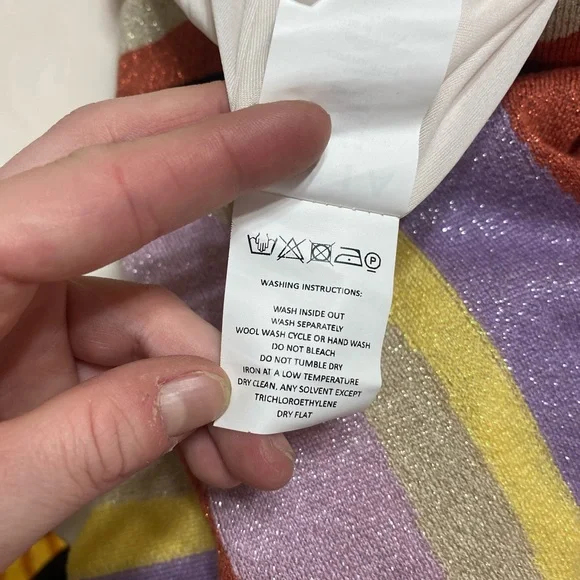 P
WASHING INSTRUCTIONS:
WASH INSIDE OUT
WASH SEPARATELY
WOOL WASH CYCLE OR HAND WASH
DO NOT BLEACH
DO NOT TUMBLE DRY
IRON AT A LOW TEMPERATURE
DRY CLEAN, ANY SOLVENT EXCEPT
TRICHLOROETHYLENE
DRY FLAT